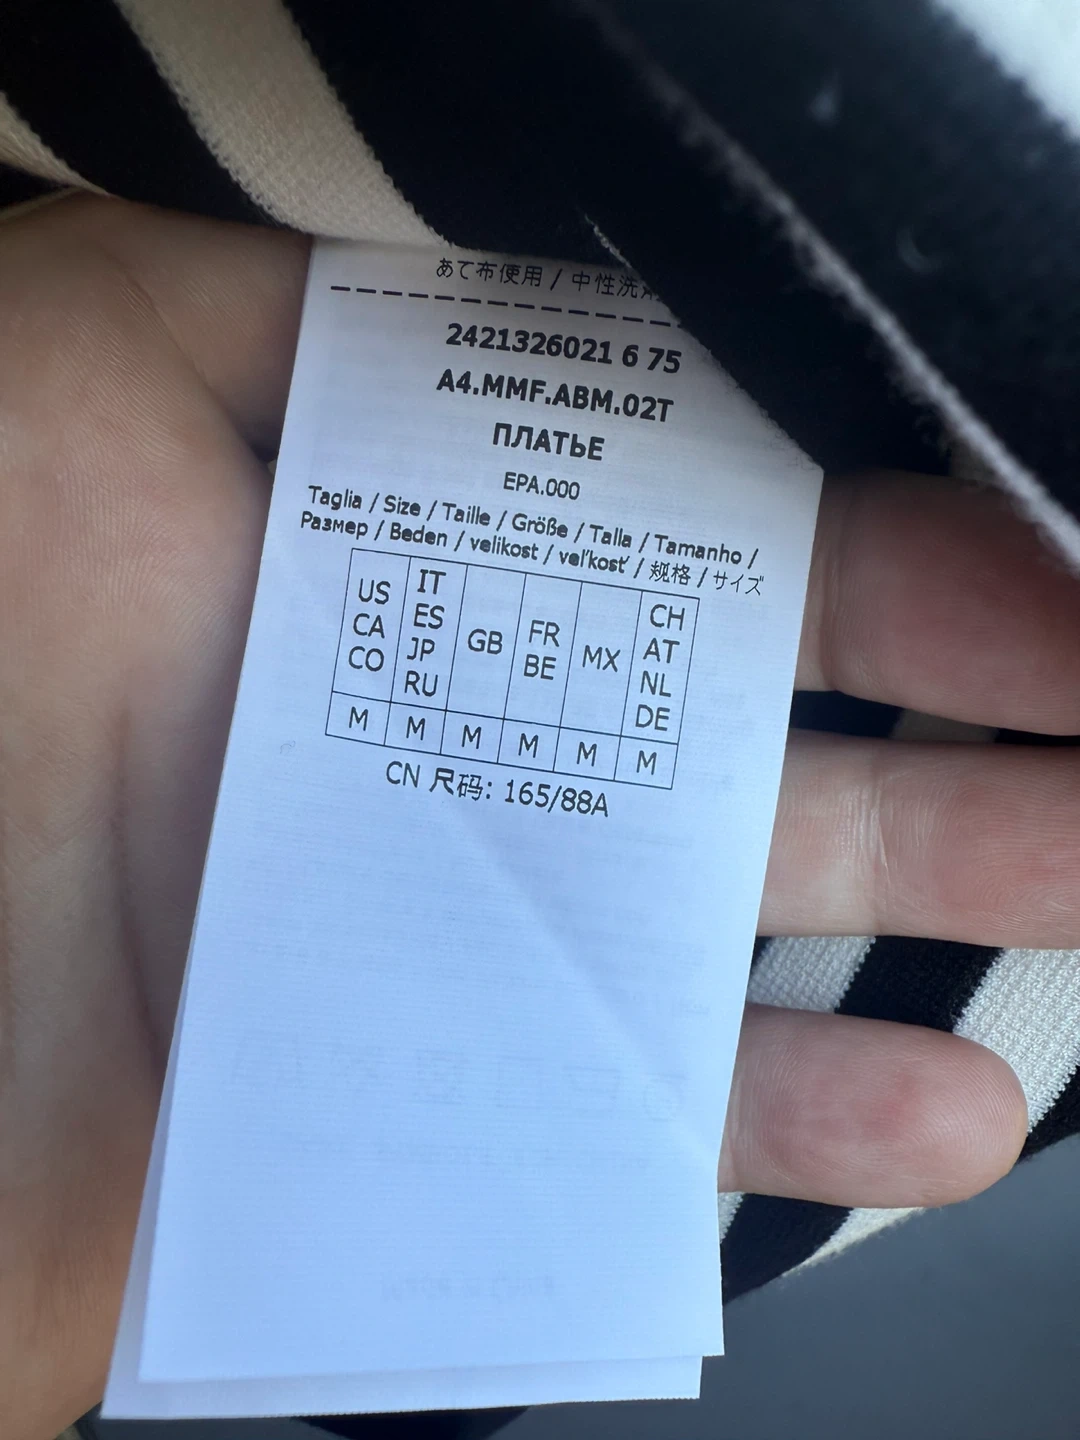 あて布使用 / 中性洗
2421326021 6 75
A4.MMF.ABM.02T
ПЛАТЬЕ
EPA.000
Taglia / Size / Taille / Größe / Talla / Tamanho /
Размер / Beden / velikost / veľkosť / 规格 / サイズ
US CA CO
IT ES JP RU
GB
FR BE
MX
CH AT NL DE
M M M M M M
CN 尺码: 165/88A